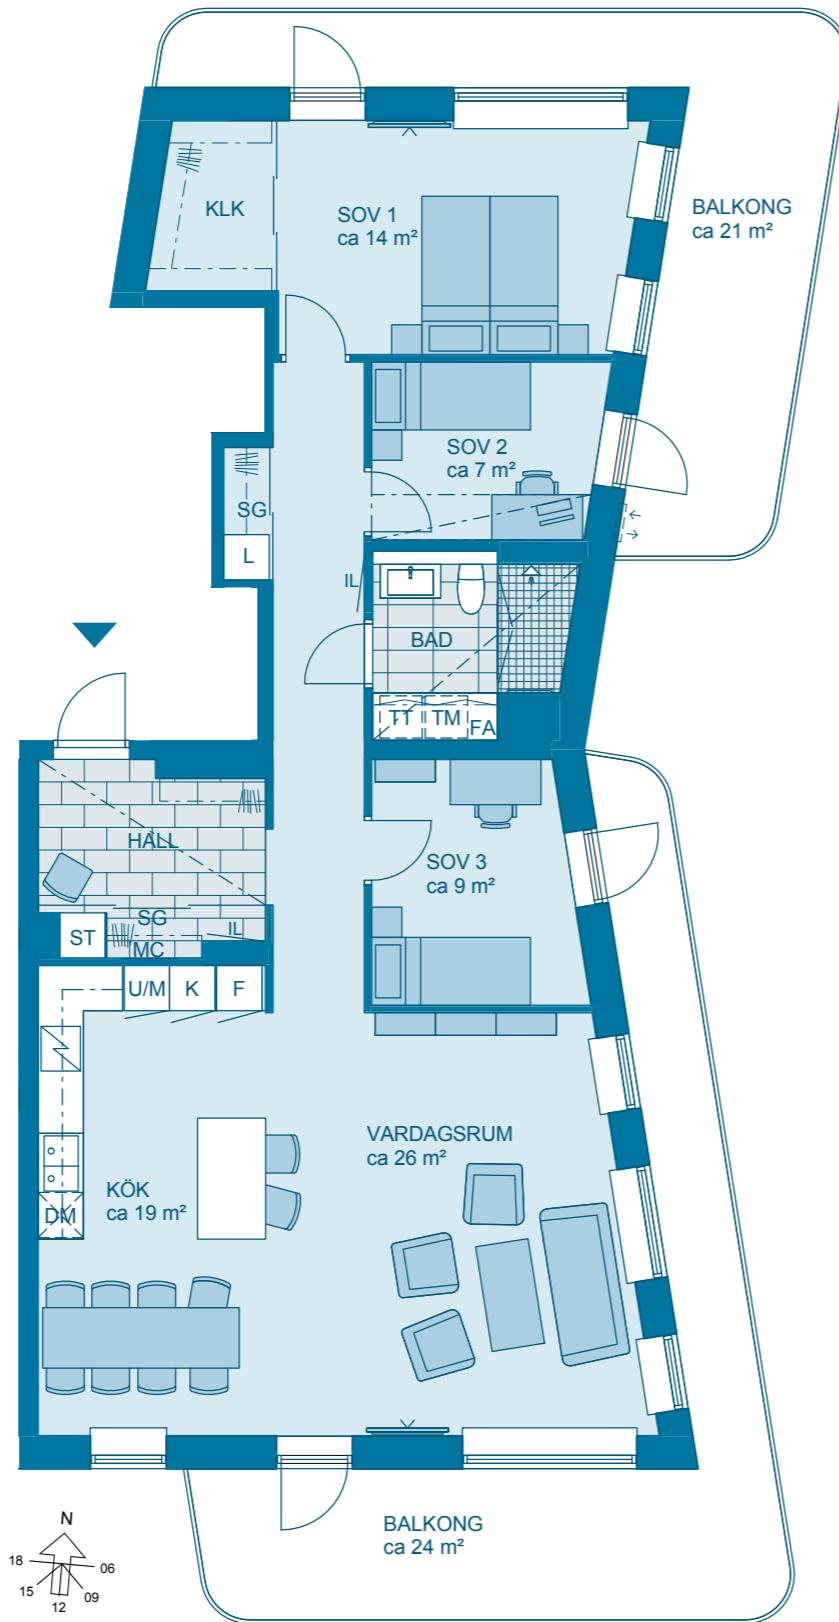 KLK
SOV 1
ca 14 m²
BALKONG
ca 21 m²
SOV 2
ca 7 m²
SG
L
IL
BAD
TT
TM
FA
HALL
SOV 3
ca 9 m²
SG
ST
IL
MC
U/M
K
F
VARDAGSRUM
ca 26 m²
KÖK
ca 19 m²
DM
BALKONG
ca 24 m²
N
18
06
15
09
12